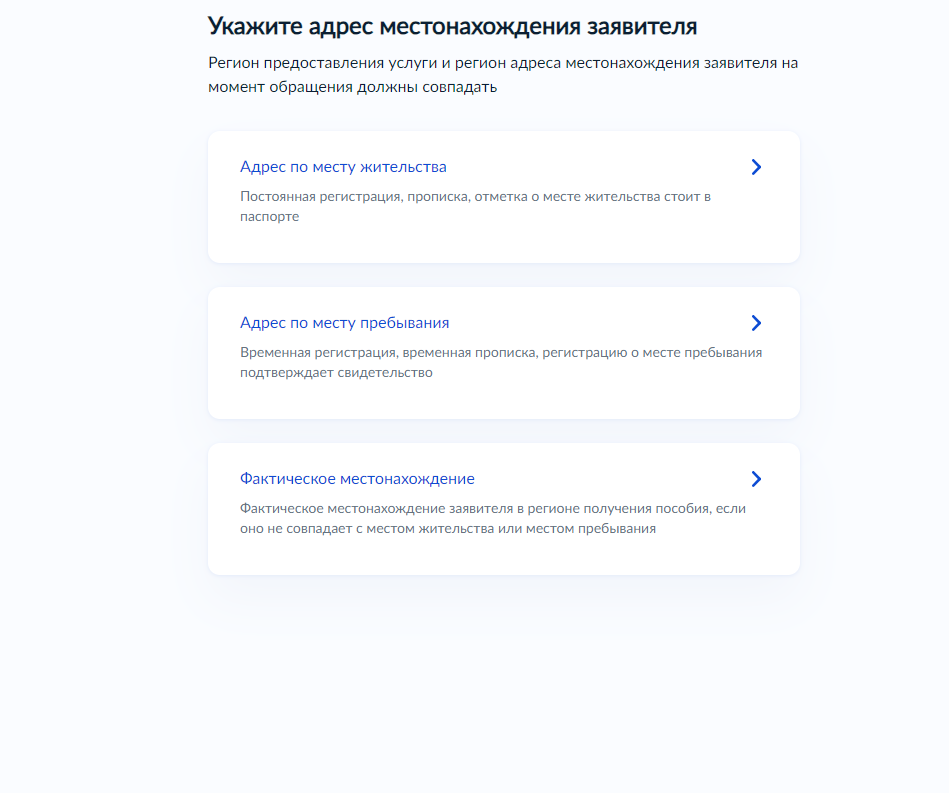 Укажите адрес местонахождения заявителя
Регион предоставления услуги и регион адреса местонахождения заявителя на
момент обращения должны совпадать
Адрес по месту жительства
Постоянная регистрация, прописка, отметка о месте жительства стоит в
паспорте
Адрес по месту пребывания
Временная регистрация, временная прописка, регистрацию о месте пребывания
подтверждает свидетельство
Фактическое местонахождение
Фактическое местонахождение заявителя в регионе получения пособия, если
оно не совпадает с местом жительства или местом пребывания